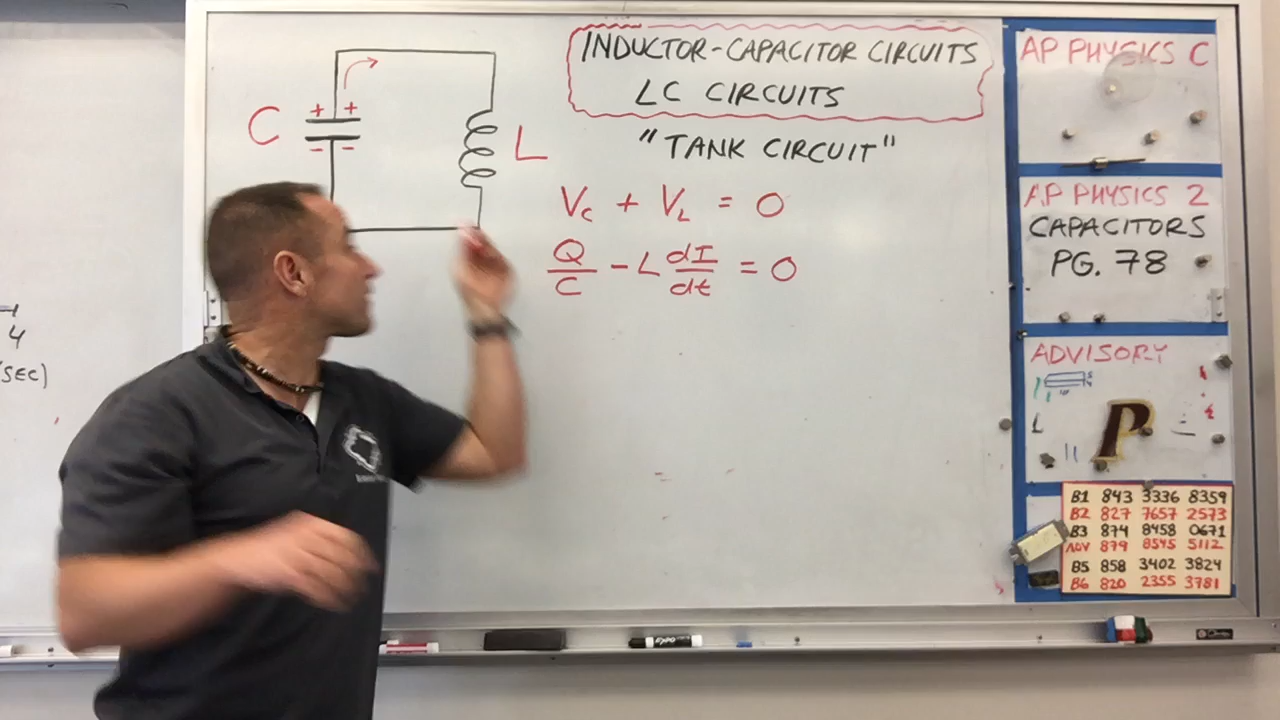 INDUCTOR-CAPACITOR CIRCUITS
LC CIRCUITS
"TANK CIRCUIT"
C
+ +
- -
L
Vc + VL = 0
Q/C - L dI/dt = 0
4
(SEC)
AP PHYSICS C
AP PHYSICS 2
CAPACITORS
PG. 78
ADVISORY
P
B1 843 3336 8359
B2 827 7657 2573
B3 874 8458 0671
ADV 879 8545 5112
B5 858 3402 3824
B6 820 2355 3781
EXPO